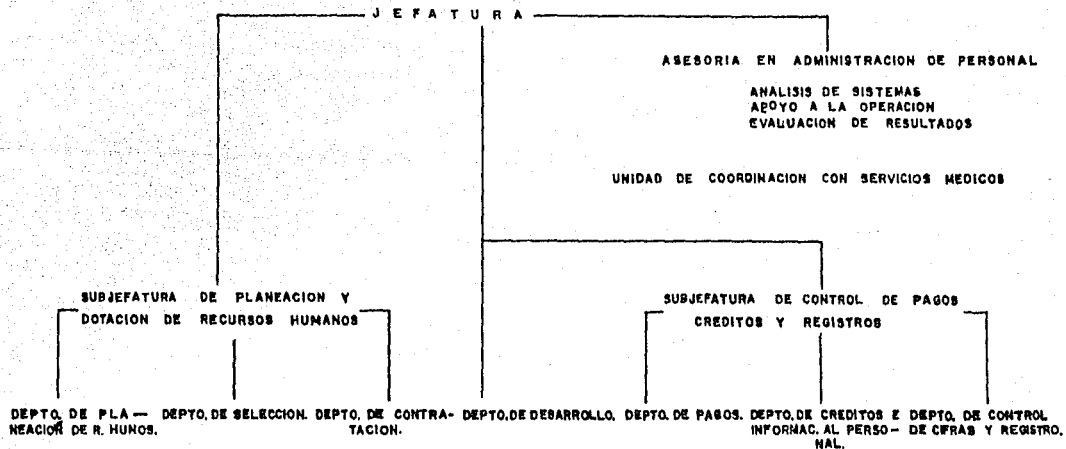 JEFATURA
ASESORIA EN ADMINISTRACION DE PERSONAL
ANALISIS DE SISTEMAS
APOYO A LA OPERACION
EVALUACION DE RESULTADOS
UNIDAD DE COORDINACION CON SERVICIOS MEDICOS
SUBJEFATURA DE PLANEACION Y
DOTACION DE RECURSOS HUMANOS
SUBJEFATURA DE CONTROL DE PAGOS
CREDITOS Y REGISTROS
DEPTO. DE PLA—
NEACION DE R. HUNOS.
DEPTO. DE SELECCION.
DEPTO. DE CONTRA-
TACION.
DEPTO. DE DESARROLLO.
DEPTO. DE PAGOS.
DEPTO. DE CREDITOS E
INFORMAC. AL PERSO-
NAL.
DEPTO. DE CONTROL
DE CIFRAS Y REGISTRO.